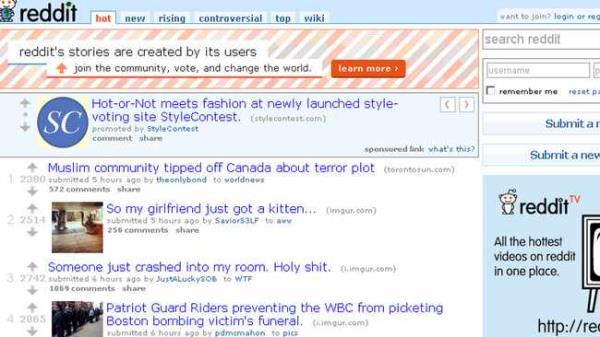 reddit hot new rising controversial top wiki
want to join? login or reg
reddit's stories are created by its users
join the community, vote, and change the world. learn more ›
search reddit
username p
remember me reset pa
Hot-or-Not meets fashion at newly launched style-
voting site StyleContest. (stylecontest.com)
SC
promoted by StyleContest
comment share
sponsored link what's this?
Submit a n
Submit a new
Muslim community tipped off Canada about terror plot (torontosun.com)
1 2380 submitted 5 hours ago by theonlybond to worldnews
572 comments share
So my girlfriend just got a kitten... (imgur.com)
2 2514 submitted 5 hours ago by SaviorS3LF to aww
256 comments share
Someone just crashed into my room. Holy shit. (i.imgur.com)
3 2742 submitted 6 hours ago by JustALuckySOB to WTF
1069 comments share
Patriot Guard Riders preventing the WBC from picketing
Boston bombing victim's funeral. (i.imgur.com)
4 2065 submitted 6 hours ago by pdmcmahon to pics
reddit TV
All the hottest
videos on reddit
in one place.
http://red